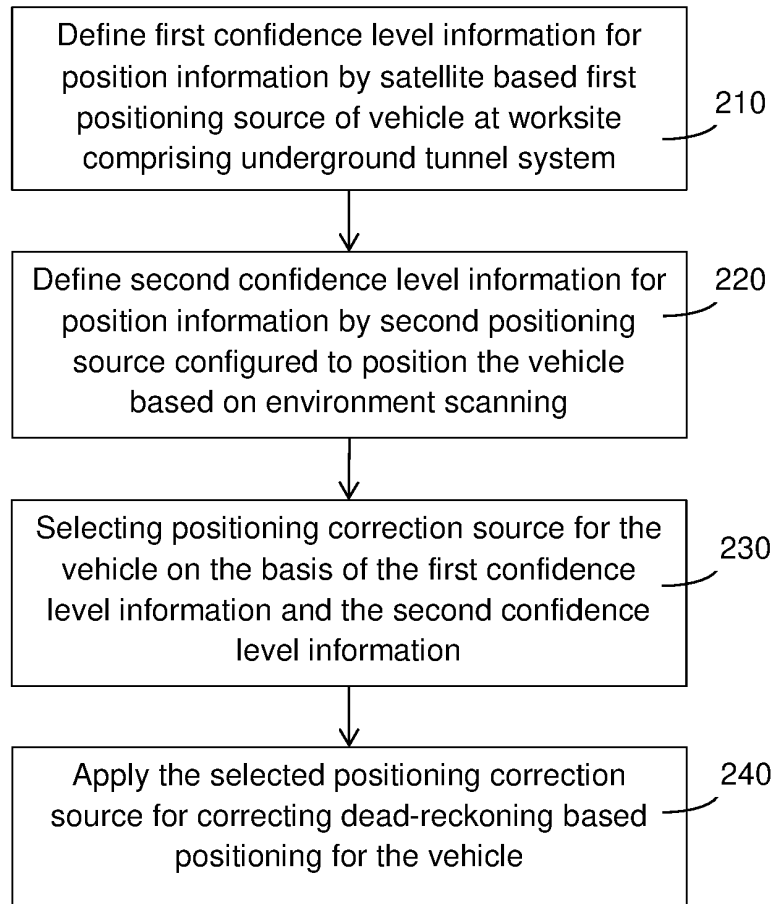 Define first confidence level information for
position information by satellite based first
positioning source of vehicle at worksite
comprising underground tunnel system
210
Define second confidence level information for
position information by second positioning
source configured to position the vehicle
based on environment scanning
220
Selecting positioning correction source for the
vehicle on the basis of the first confidence
level information and the second confidence
level information
230
Apply the selected positioning correction
source for correcting dead-reckoning based
positioning for the vehicle
240